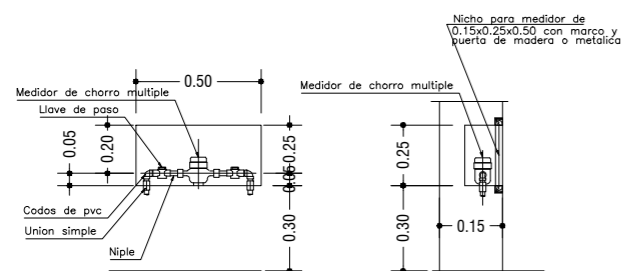 Nicho para medidor de
0.15x0.25x0.50 con marco y
puerta de madera o metalica
0.50
Medidor de chorro multiple
Medidor de chorro multiple
Llave de paso
0.05
0.20
0.25
0.05
0.25
Codos de pvc
Union simple
Niple
0.30
0.30
0.15